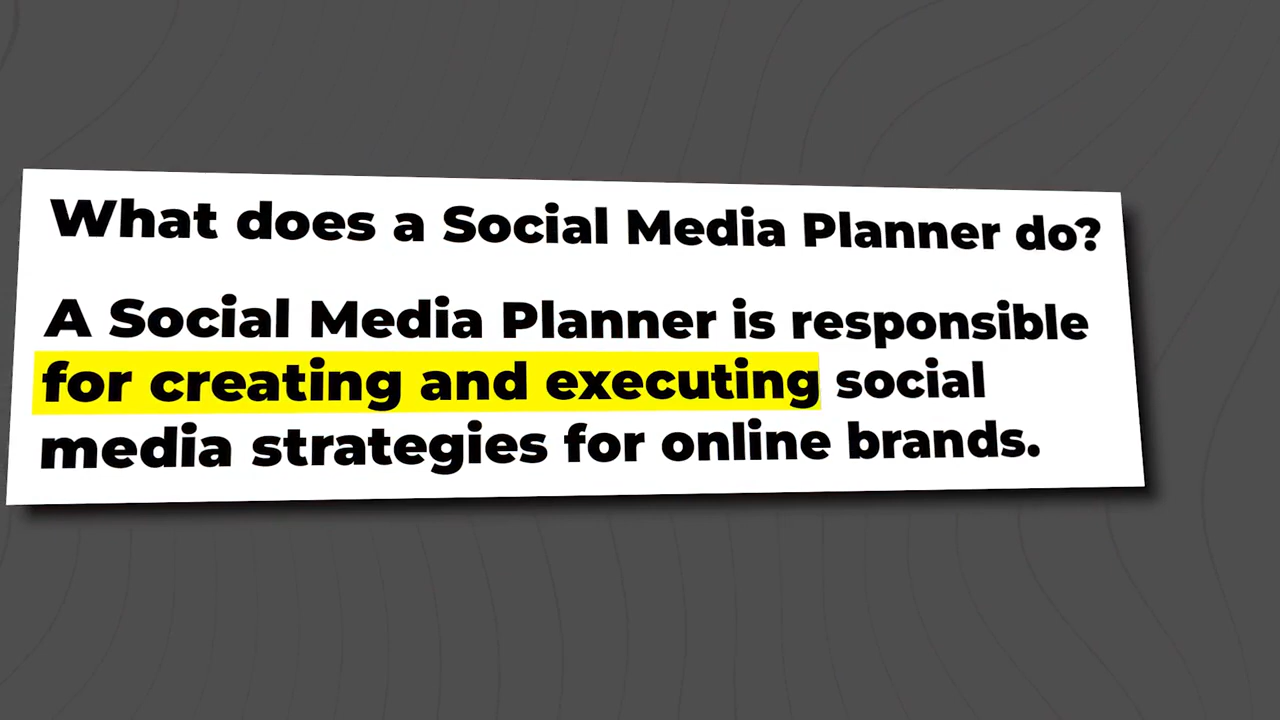 What does a Social Media Planner do?
A Social Media Planner is responsible
for creating and executing social
media strategies for online brands.